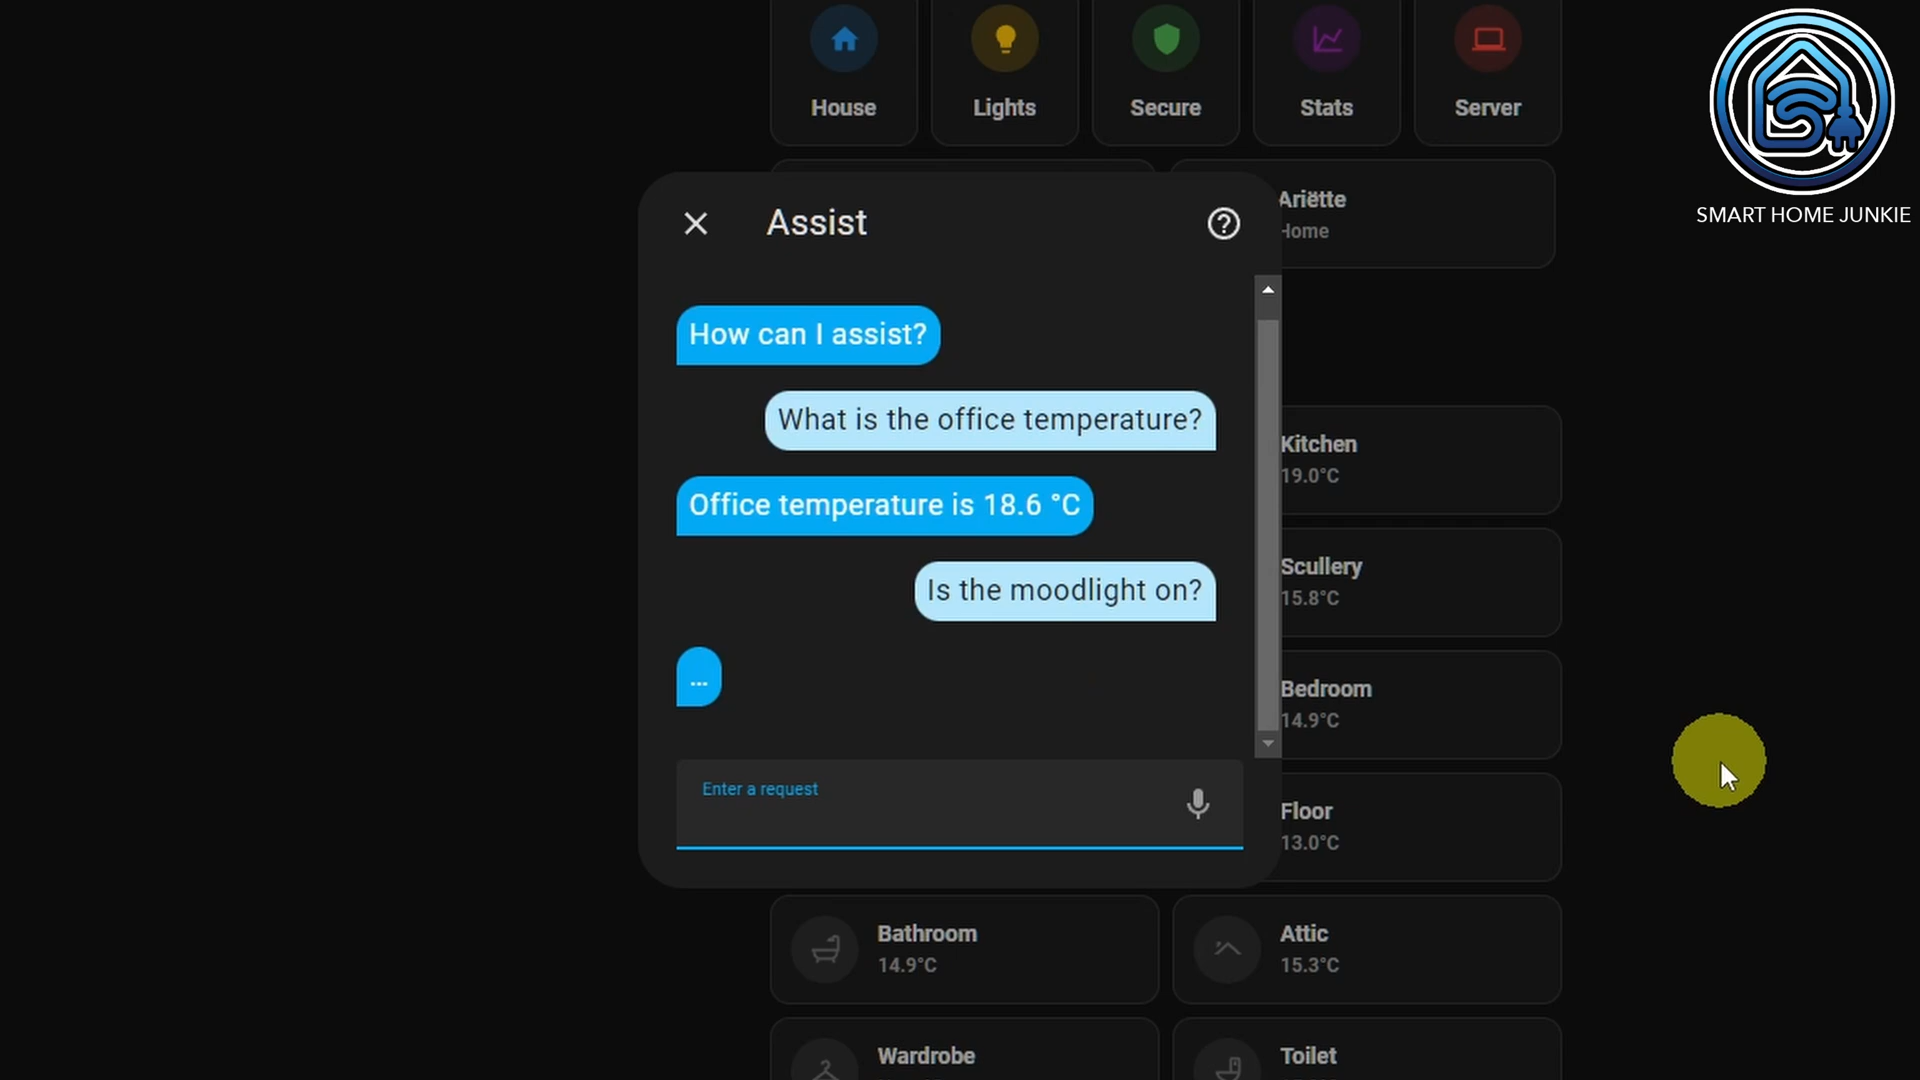 House
Lights
Secure
Stats
Server
SMART HOME JUNKIE
Ariëtte
Home
Assist
How can I assist?
What is the office temperature?
Office temperature is 18.6 °C
Is the moodlight on?
...
Enter a request
Kitchen
19.0°C
Scullery
15.8°C
Bedroom
14.9°C
Floor
13.0°C
Bathroom
14.9°C
Attic
15.3°C
Wardrobe
Toilet